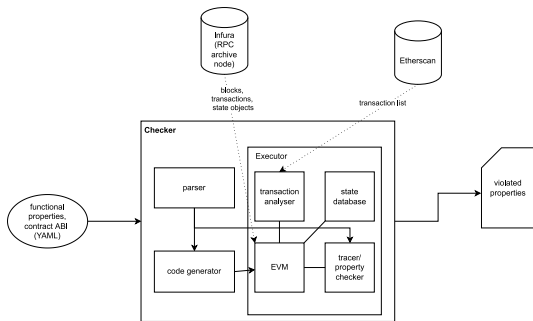 Infura
(RPC
archive
node)
Etherscan
blocks,
transactions,
state objects
transaction list
Checker
Executor
parser
transaction
analyser
state
database
violated
properties
functional
properties,
contract ABI
(YAML)
code generator
EVM
tracer/
property
checker